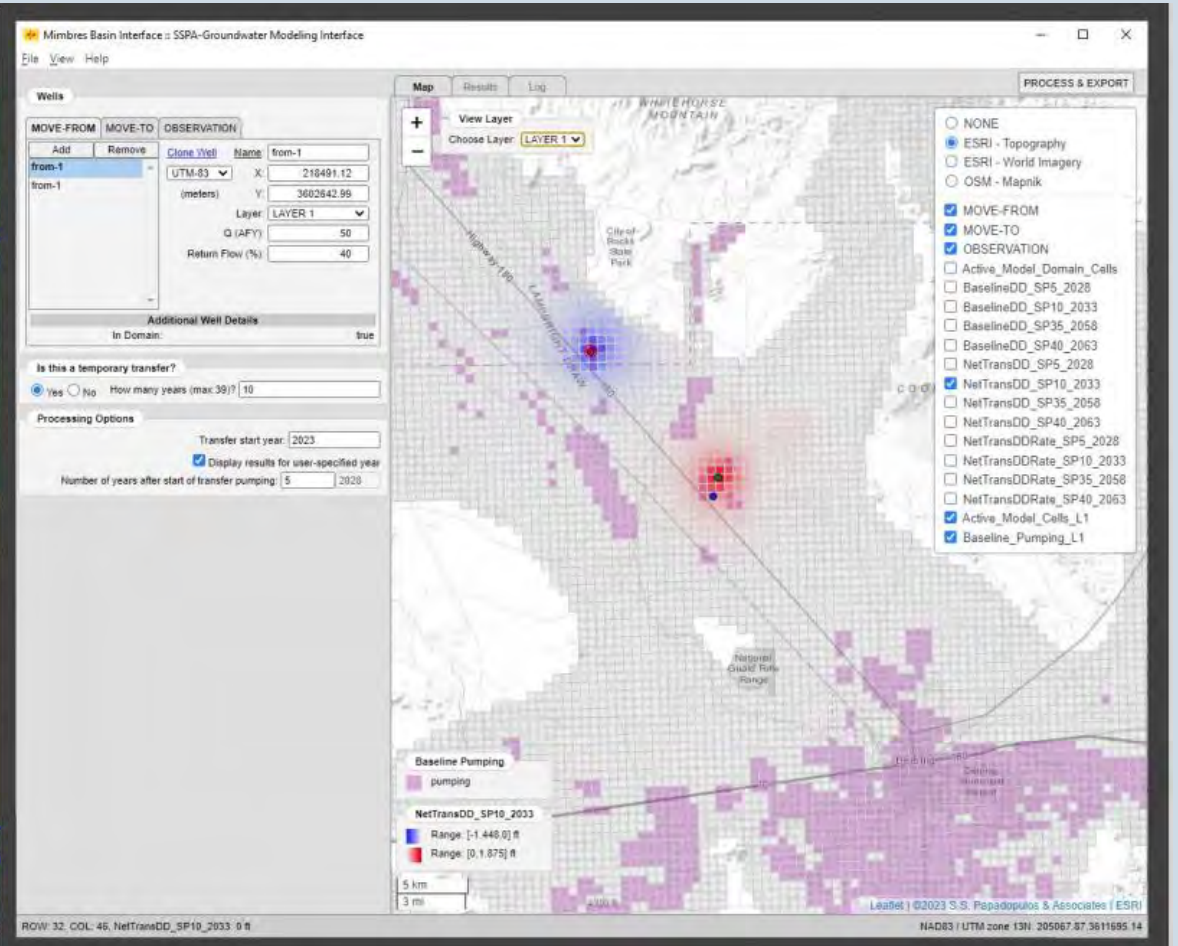 Mimbres Basin Interface :: SSPA-Groundwater Modeling Interface
File View Help
Wells
MOVE-FROM MOVE-TO OBSERVATION
Add Remove
from-1
from-1
Clone Well Name from-1
UTM-83 X: 218491.12
(meters) Y: 3602642.99
Layer LAYER 1
Q (AFY) 50
Return Flow (%) 40
Additional Well Details
In Domain: true
Is this a temporary transfer?
Yes No How many years (max 39)? 10
Processing Options
Transfer start year: 2023
Display results for user-specified year
Number of years after start of transfer pumping: 5 2028
Map Results Log
PROCESS & EXPORT
+
−
View Layer
Choose Layer: LAYER 1
WHITEHORSE
MOUNTAIN
City of
Rocks
State
Park
Highway 180
National
Guard Rifle
Range
Deming
NONE
ESRI - Topography
ESRI - World Imagery
OSM - Mapnik
MOVE-FROM
MOVE-TO
OBSERVATION
Active_Model_Domain_Cells
BaselineDD_SP5_2028
BaselineDD_SP10_2033
BaselineDD_SP35_2058
BaselineDD_SP40_2063
NetTransDD_SP5_2028
NetTransDD_SP10_2033
NetTransDD_SP35_2058
NetTransDD_SP40_2063
NetTransDDRate_SP5_2028
NetTransDDRate_SP10_2033
NetTransDDRate_SP35_2058
NetTransDDRate_SP40_2063
Active_Model_Cells_L1
Baseline_Pumping_L1
Baseline Pumping
pumping
NetTransDD_SP10_2033
Range: [-1.448,0] ft
Range: [0,1.875] ft
5 km
3 mi
Leaflet | ©2023 S.S. Papadopulos & Associates | ESRI
ROW: 32, COL: 46, NetTransDD_SP10_2033: 0 ft
NAD83 / UTM zone 13N: 205067.87,3611695.14